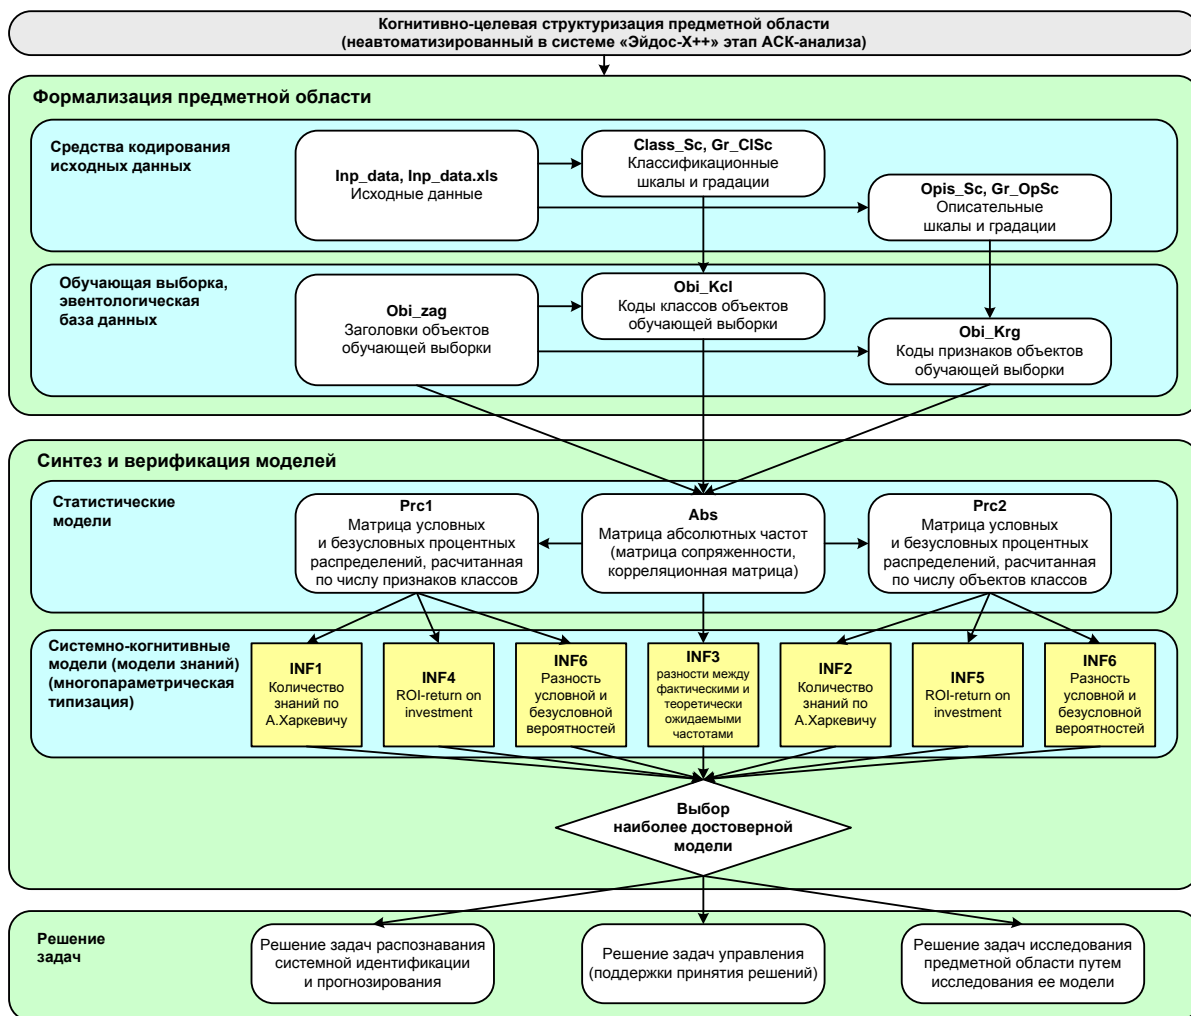 Когнитивно-целевая структуризация предметной области
(неавтоматизированный в системе «Эйдос-Х++» этап АСК-анализа)
Формализация предметной области
Средства кодирования
исходных данных
Inp_data, Inp_data.xls
Исходные данные
Class_Sc, Gr_ClSc
Классификационные
шкалы и градации
Opis_Sc, Gr_OpSc
Описательные
шкалы и градации
Обучающая выборка,
эвентологическая
база данных
Obi_zag
Заголовки объектов
обучающей выборки
Obi_Kcl
Коды классов объектов
обучающей выборки
Obi_Krg
Коды признаков объектов
обучающей выборки
Синтез и верификация моделей
Статистические
модели
Prc1
Матрица условных
и безусловных процентных
распределений, расчитанная
по числу признаков классов
Abs
Матрица абсолютных частот
(матрица сопряженности,
корреляционная матрица)
Prc2
Матрица условных
и безусловных процентных
распределений, расчитанная
по числу объектов классов
Системно-когнитивные
модели (модели знаний)
(многопараметрическая
типизация)
INF1
Количество
знаний по
А.Харкевичу
INF4
ROI-return on
investment
INF6
Разность
условной и
безусловной
вероятностей
INF3
разности между
фактическими и
теоретически
ожидаемыми
частотами
INF2
Количество
знаний по
А.Харкевичу
INF5
ROI-return on
investment
INF6
Разность
условной и
безусловной
вероятностей
Выбор
наиболее достоверной
модели
Решение
задач
Решение задач распознавания
системной идентификации
и прогнозирования
Решение задач управления
(поддержки принятия решений)
Решение задач исследования
предметной области путем
исследования ее модели